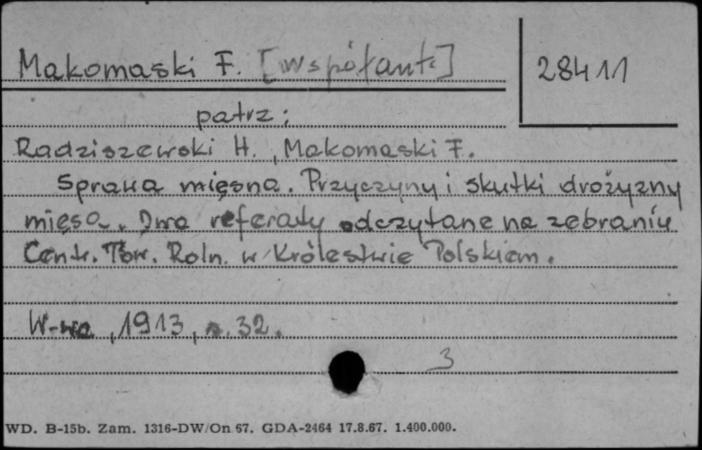 Makomaski F. [współaut.]
28411
patrz:
Radziszewski H., Makomaski F.
Sprawa mięsna. Przyczyny i skutki drożyzny
mięsa. Dwa referaty odczytane na zebraniu
Centr. Tow. Roln. w Królestwie Polskiem.
W-wa, 1913, s. 32.
3
WD. B-15b. Zam. 1316-DW/On 67. GDA-2464 17.8.67. 1.400.000.